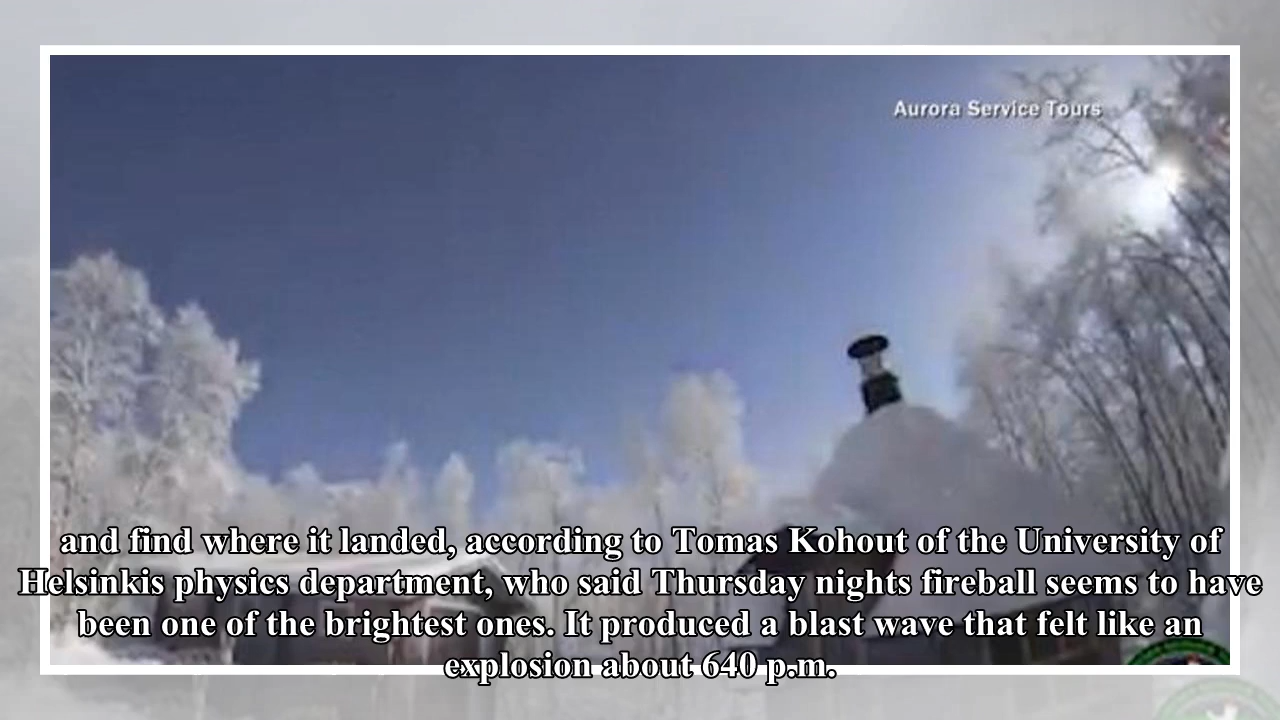 Aurora Service Tours
and find where it landed, according to Tomas Kohout of the University of
Helsinkis physics department, who said Thursday nights fireball seems to have
been one of the brightest ones. It produced a blast wave that felt like an
explosion about 640 p.m.